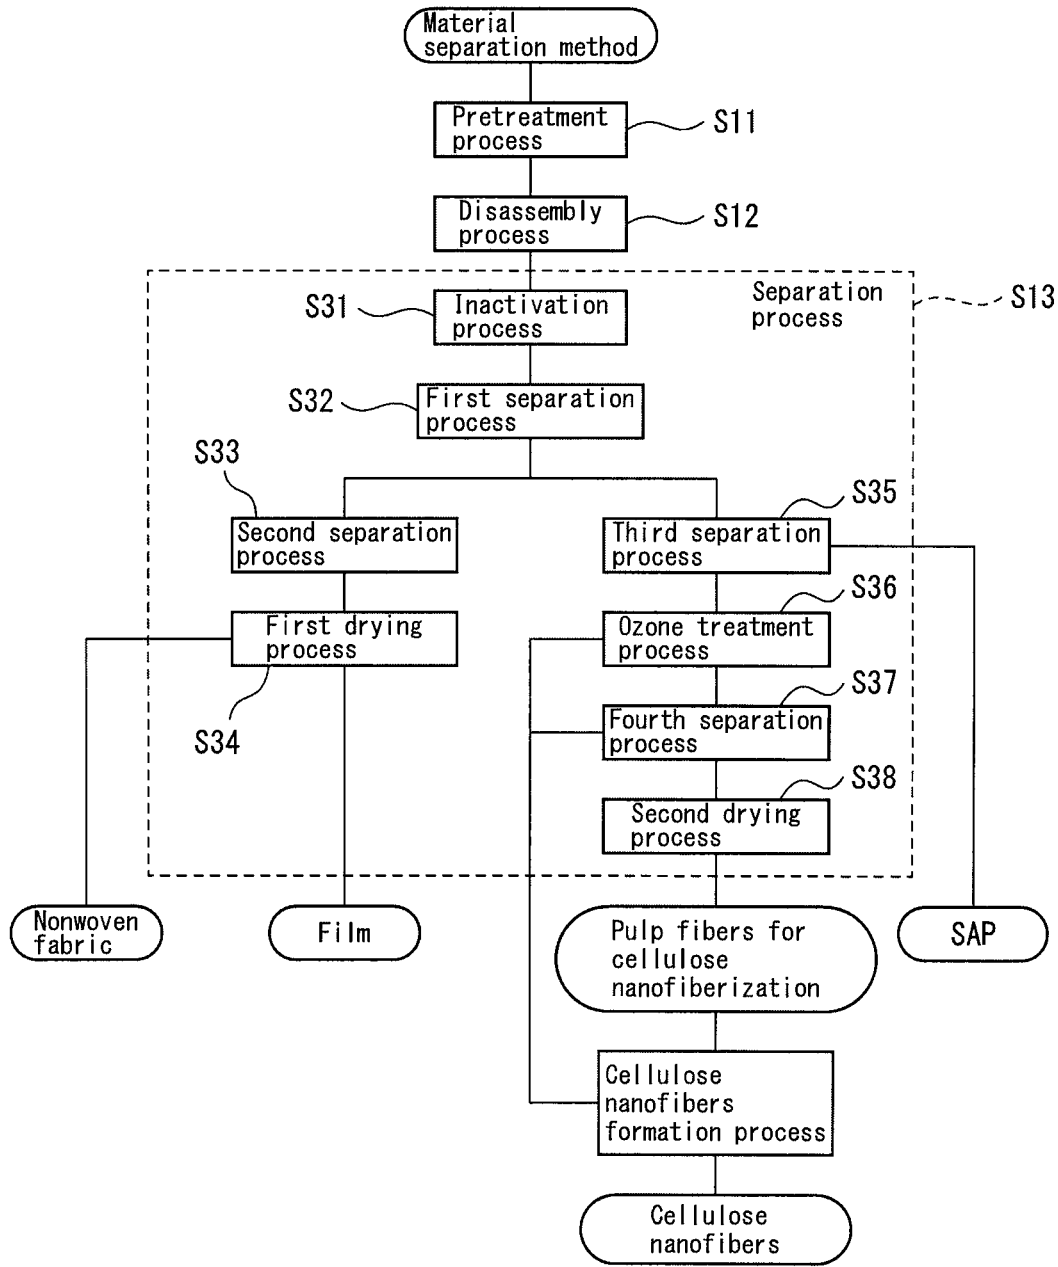 Material
separation method
Pretreatment
process
S11
Disassembly
process
S12
Separation
process
S13
S31
Inactivation
process
S32
First separation
process
S33
Second separation
process
S35
Third separation
process
First drying
process
S34
S36
Ozone treatment
process
S37
Fourth separation
process
S38
Second drying
process
Nonwoven
fabric
Film
Pulp fibers for
cellulose
nanofiberization
SAP
Cellulose
nanofibers
formation process
Cellulose
nanofibers